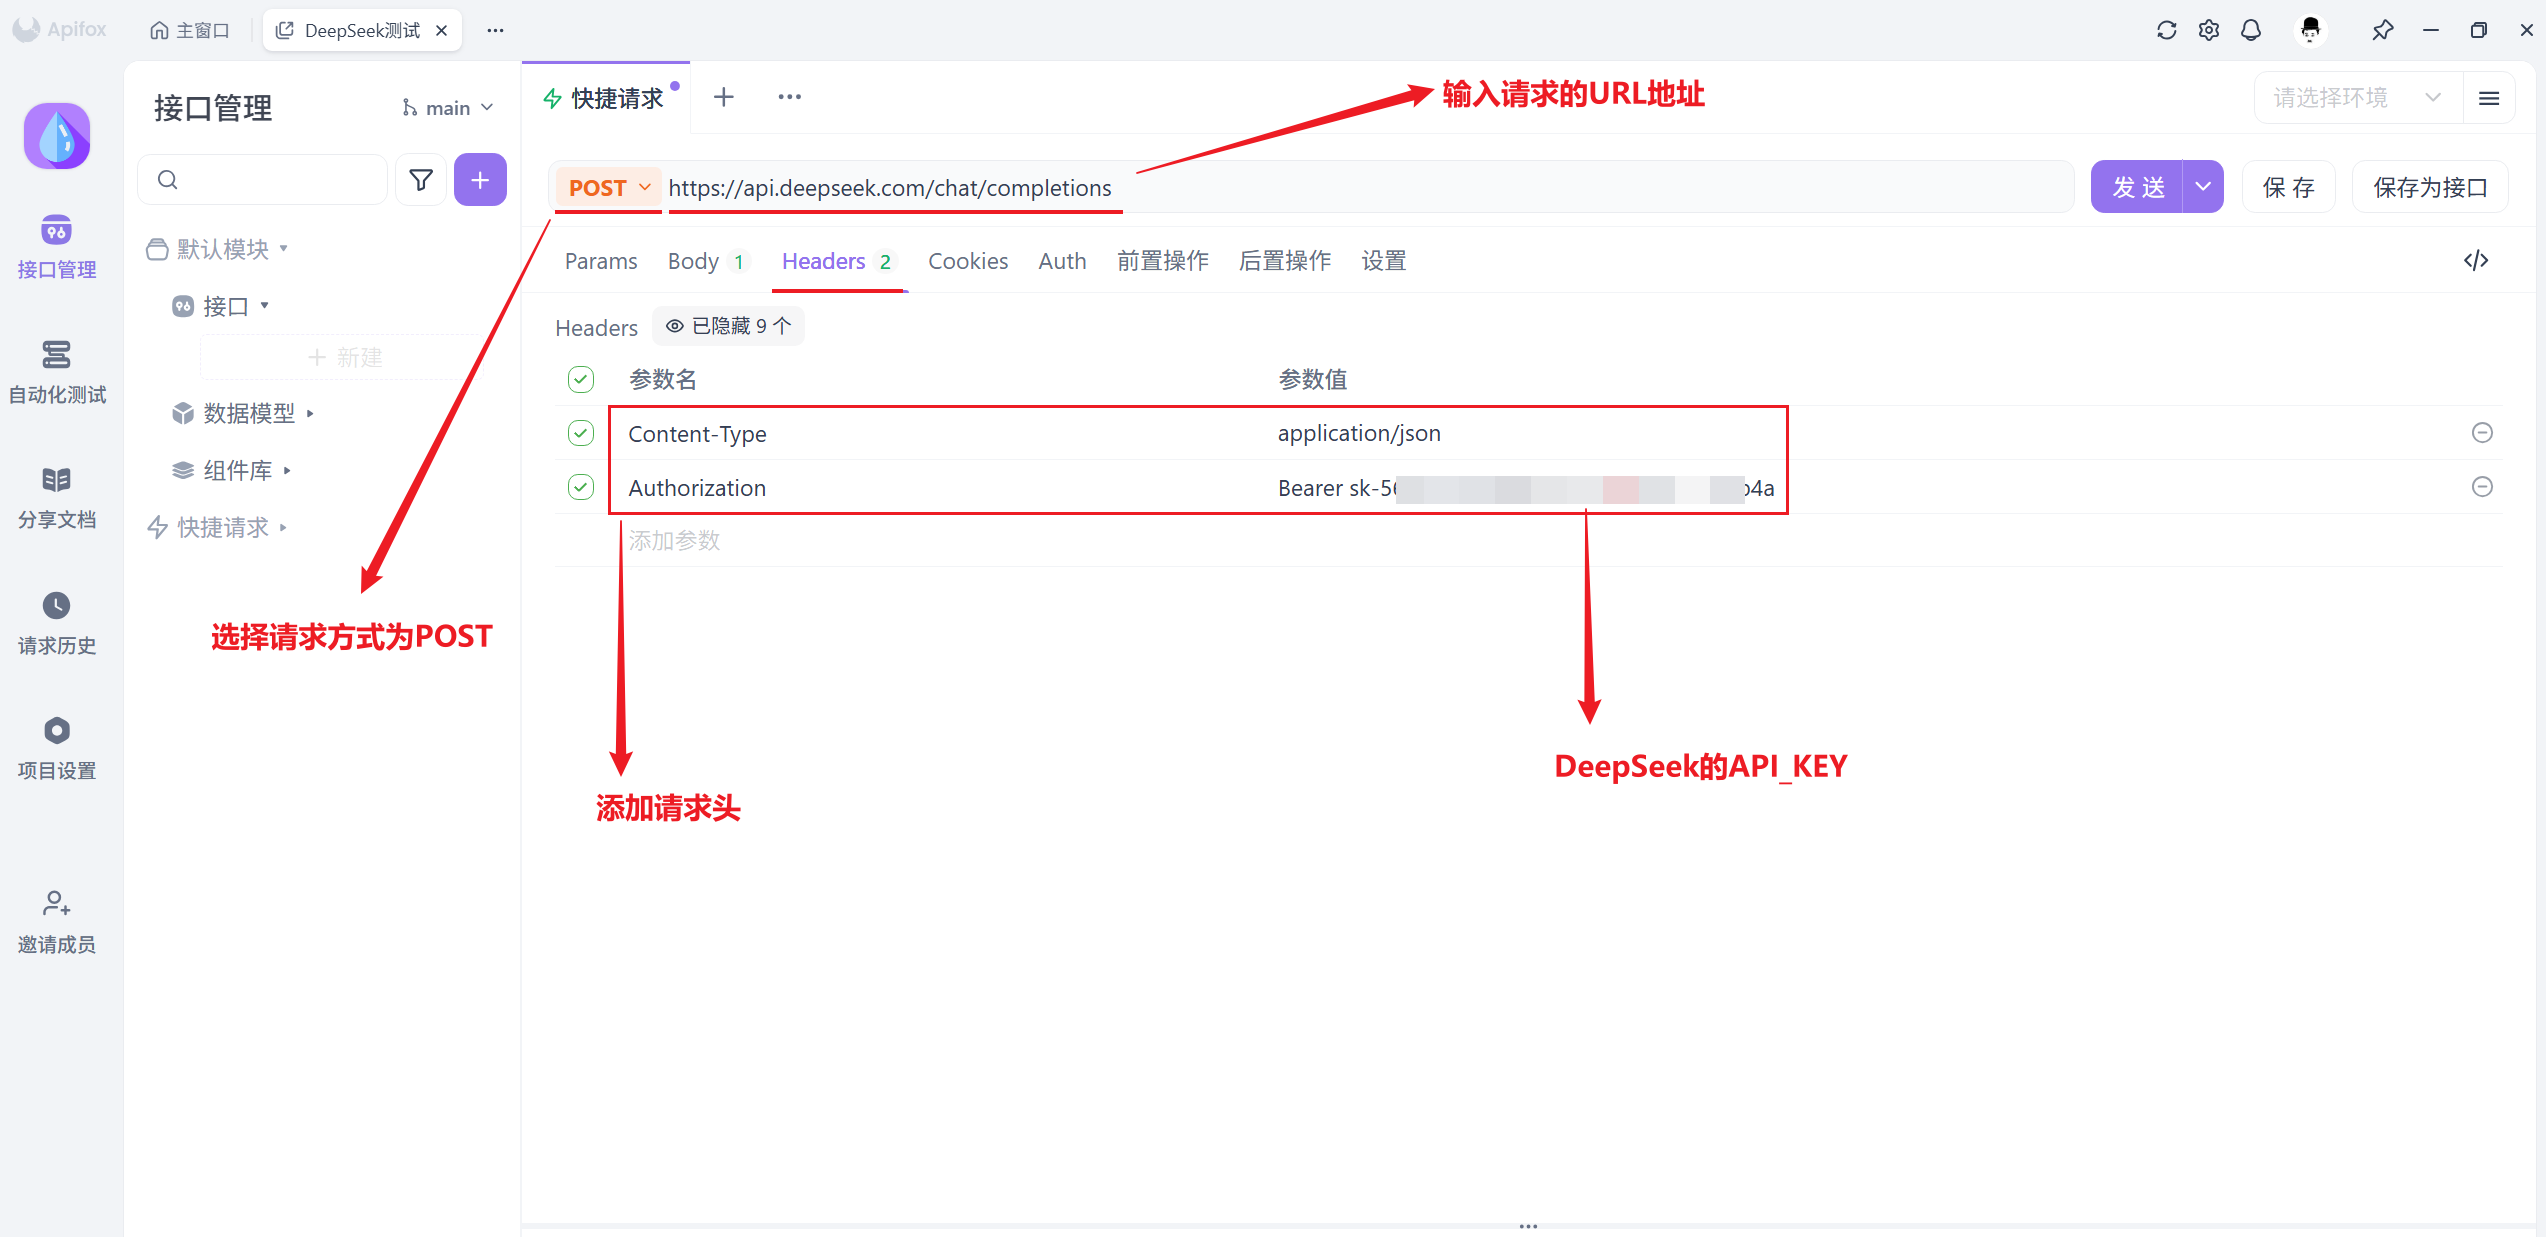 Apifox
主窗口
DeepSeek测试
接口管理
main
快捷请求
输入请求的URL地址
请选择环境
POST
https://api.deepseek.com/chat/completions
发 送
保 存
保存为接口
接口管理
自动化测试
分享文档
请求历史
项目设置
邀请成员
默认模块
接口
新建
数据模型
组件库
快捷请求
选择请求方式为POST
Params
Body 1
Headers 2
Cookies
Auth
前置操作
后置操作
设置
Headers
已隐藏 9 个
参数名
参数值
Content-Type
application/json
Authorization
Bearer sk-5
4a
添加参数
添加请求头
DeepSeek的API_KEY